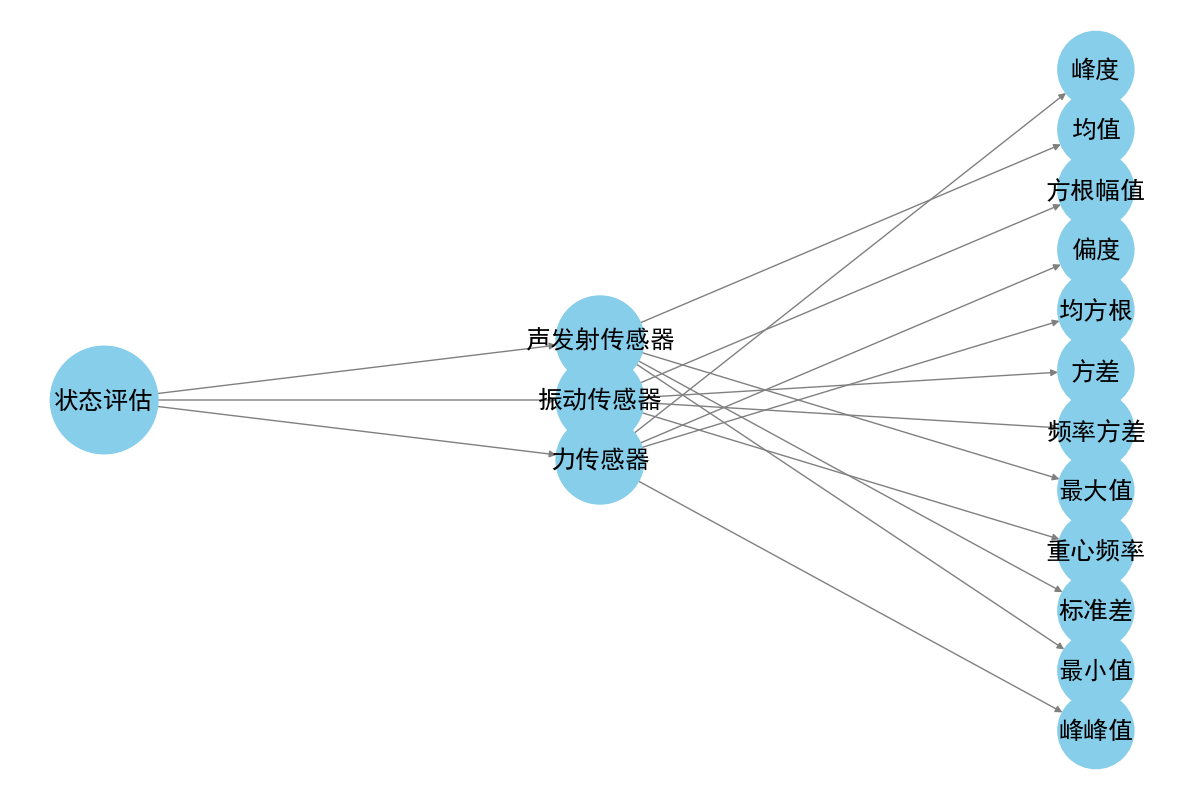 状态评估
声发射传感器
振动传感器
力传感器
峰度
均值
方根幅值
偏度
均方根
方差
频率方差
最大值
重心频率
标准差
最小值
峰峰值